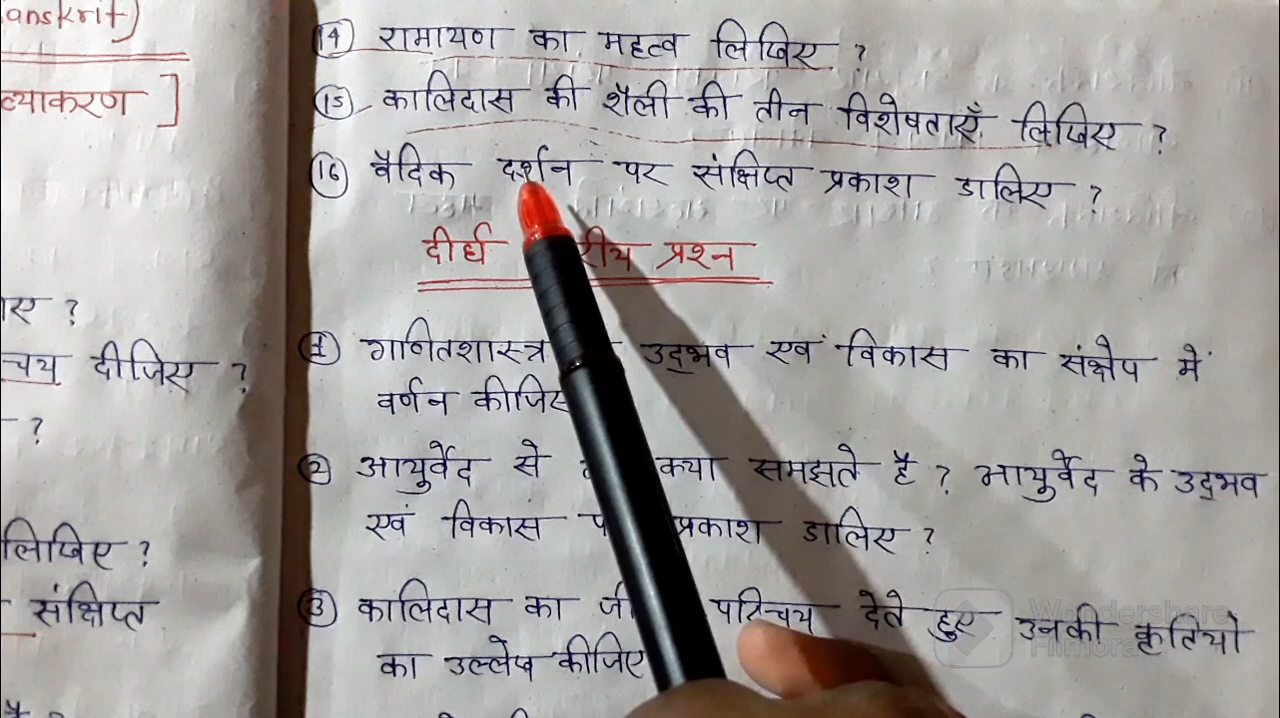 anskrit)
व्याकरण ]
ाए ?
चय दीजिए ?
?
लिखिए ?
संक्षिप्त
(14) रामायण का महत्व लिखिए ?
(15) कालिदास की शैली की तीन विशेषताएँ लिखिए ?
(16) वैदिक दर्शन पर संक्षिप्त प्रकाश डालिए ?
दीर्घ रीय प्रश्न
(1) गणितशास्त्र उद्भव एवं विकास का संक्षेप में
वर्णन कीजिए
(2) आयुर्वेद से क्या समझते है ? आयुर्वेद के उद्भव
एवं विकास प्रकाश डालिए ?
(3) कालिदास का जी परिचय देते हुए उनकी कृतियो
का उल्लेख कीजिए
Wondershare
Filmora